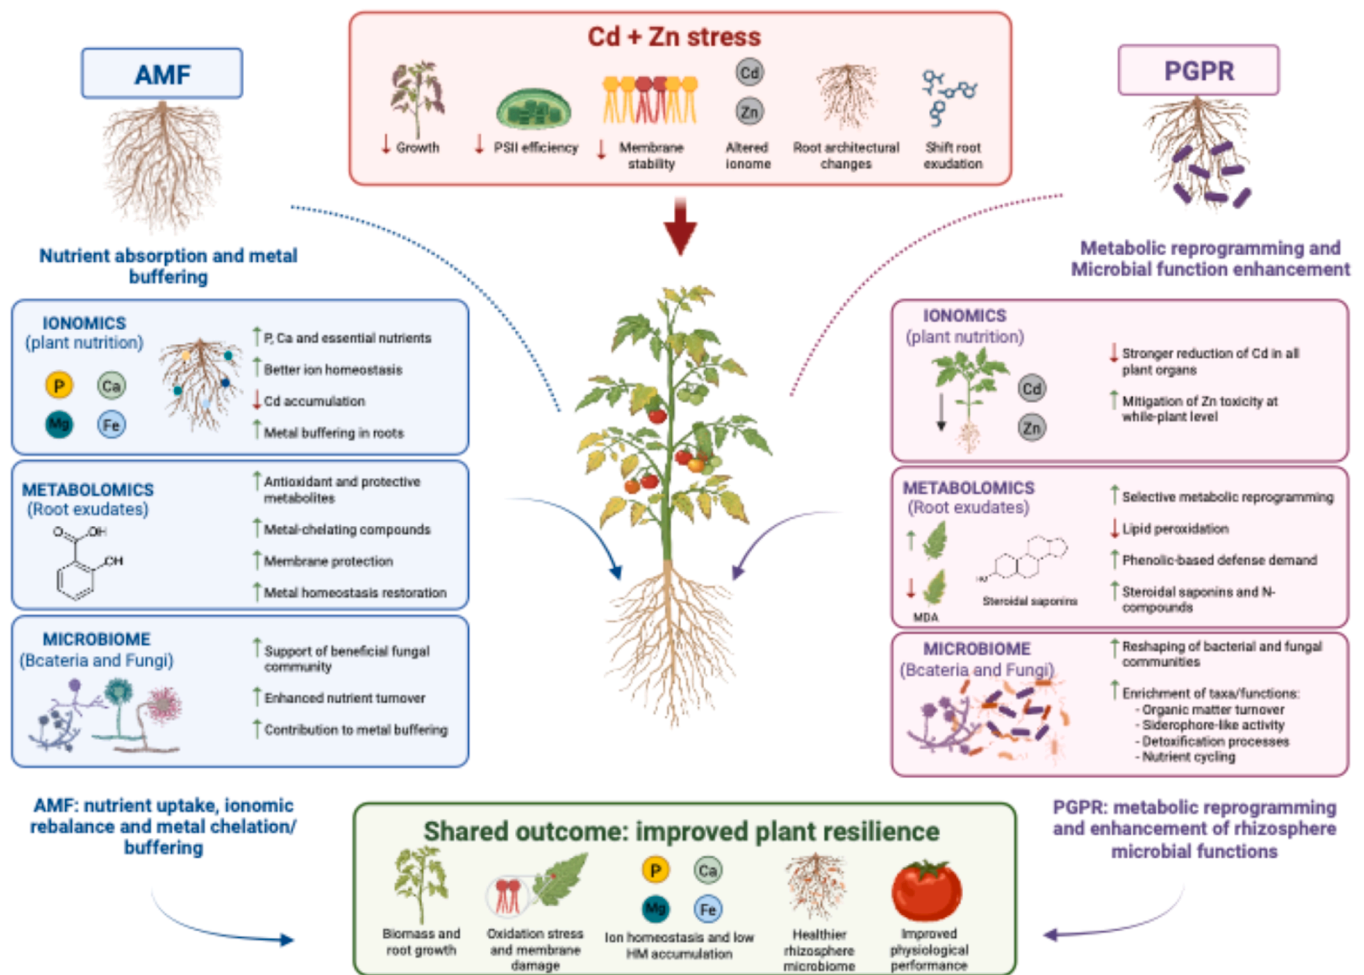 Cd + Zn stress
Cd
Zn
Growth
PSII efficiency
Membrane
stability
Altered
ionome
Root architectural
changes
Shift root
exudation
AMF
Nutrient absorption and metal
buffering
IONOMICS
(plant nutrition)
P
Ca
Mg
Fe
↑ P, Ca and essential nutrients
↑ Better ion homeostasis
↓ Cd accumulation
↑ Metal buffering in roots
METABOLOMICS
(Root exudates)
O
OH
OH
↑ Antioxidant and protective
metabolites
↑ Metal-chelating compounds
↑ Membrane protection
↑ Metal homeostasis restoration
MICROBIOME
(Bcateria and Fungi)
↑ Support of beneficial fungal
community
↑ Enhanced nutrient turnover
↑ Contribution to metal buffering
AMF: nutrient uptake, ionomic
rebalance and metal chelation/
buffering
PGPR
Metabolic reprogramming and
Microbial function enhancement
IONOMICS
(plant nutrition)
Cd
Zn
↓ Stronger reduction of Cd in all
plant organs
↑ Mitigation of Zn toxicity at
while-plant level
METABOLOMICS
(Root exudates)
MDA
HO
Steroidal saponins
↑ Selective metabolic reprogramming
↓ Lipid peroxidation
↑ Phenolic-based defense demand
↑ Steroidal saponins and N-
compounds
MICROBIOME
(Bcateria and Fungi)
↑ Reshaping of bacterial and fungal
communities
↑ Enrichment of taxa/functions:
- Organic matter turnover
- Siderophore-like activity
- Detoxification processes
- Nutrient cycling
PGPR: metabolic reprogramming
and enhancement of rhizosphere
microbial functions
Shared outcome: improved plant resilience
P
Ca
Mg
Fe
Biomass and
root growth
Oxidation stress
and membrane
damage
Ion homeostasis and low
HM accumulation
Healthier
rhizosphere
microbiome
Improved
physiological
performance